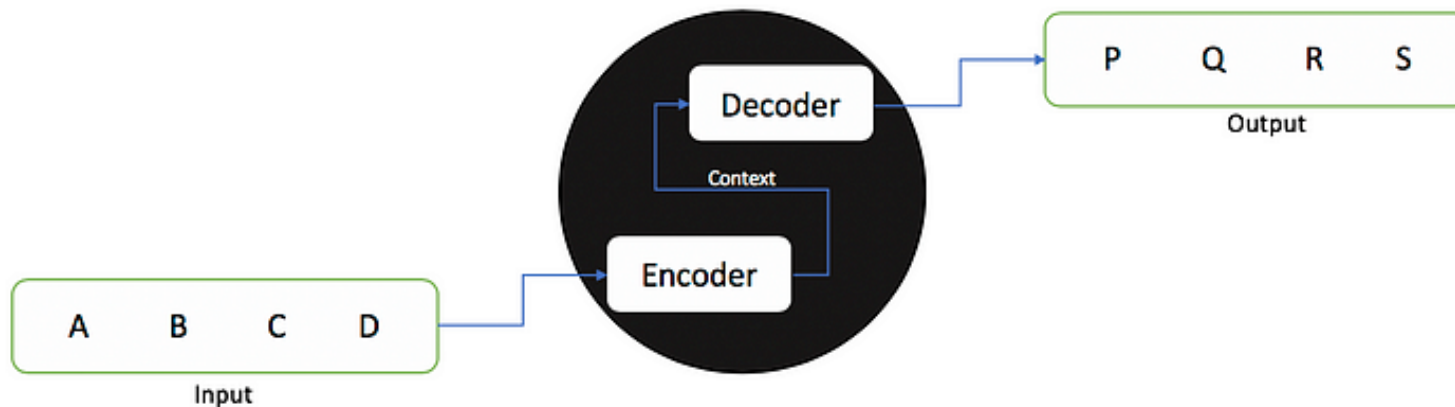 P Q R S
Output
Decoder
Context
Encoder
A B C D
Input